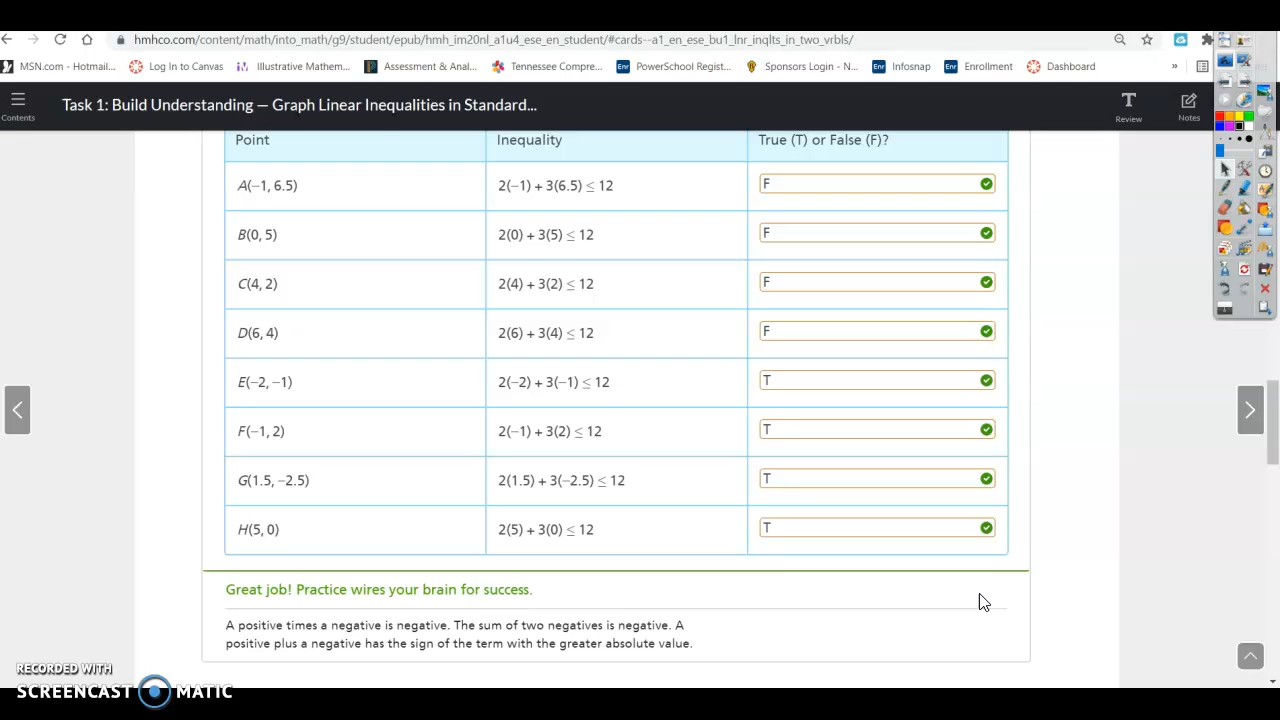 hmhco.com/content/math/into_math/g9/student/epub/hmh_im20nl_a1u4_ese_en_student/#cards--a1_en_ese_bu1_lnr_inqlts_in_two_vrbls/
MSN.com - Hotmail... Log In to Canvas Illustrative Mathem... Assessment & Anal... Tennessee Compre... Enr PowerSchool Regist... Sponsors Login - N... Enr Infosnap Enr Enrollment Dashboard »
Contents
Task 1: Build Understanding — Graph Linear Inequalities in Standard...
T Review
Notes
Point Inequality True (T) or False (F)?
A(−1, 6.5) 2(−1) + 3(6.5) ≤ 12 F
B(0, 5) 2(0) + 3(5) ≤ 12 F
C(4, 2) 2(4) + 3(2) ≤ 12 F
D(6, 4) 2(6) + 3(4) ≤ 12 F
E(−2, −1) 2(−2) + 3(−1) ≤ 12 T
F(−1, 2) 2(−1) + 3(2) ≤ 12 T
G(1.5, −2.5) 2(1.5) + 3(−2.5) ≤ 12 T
H(5, 0) 2(5) + 3(0) ≤ 12 T
Great job! Practice wires your brain for success.
A positive times a negative is negative. The sum of two negatives is negative. A
positive plus a negative has the sign of the term with the greater absolute value.
RECORDED WITH
SCREENCAST MATIC